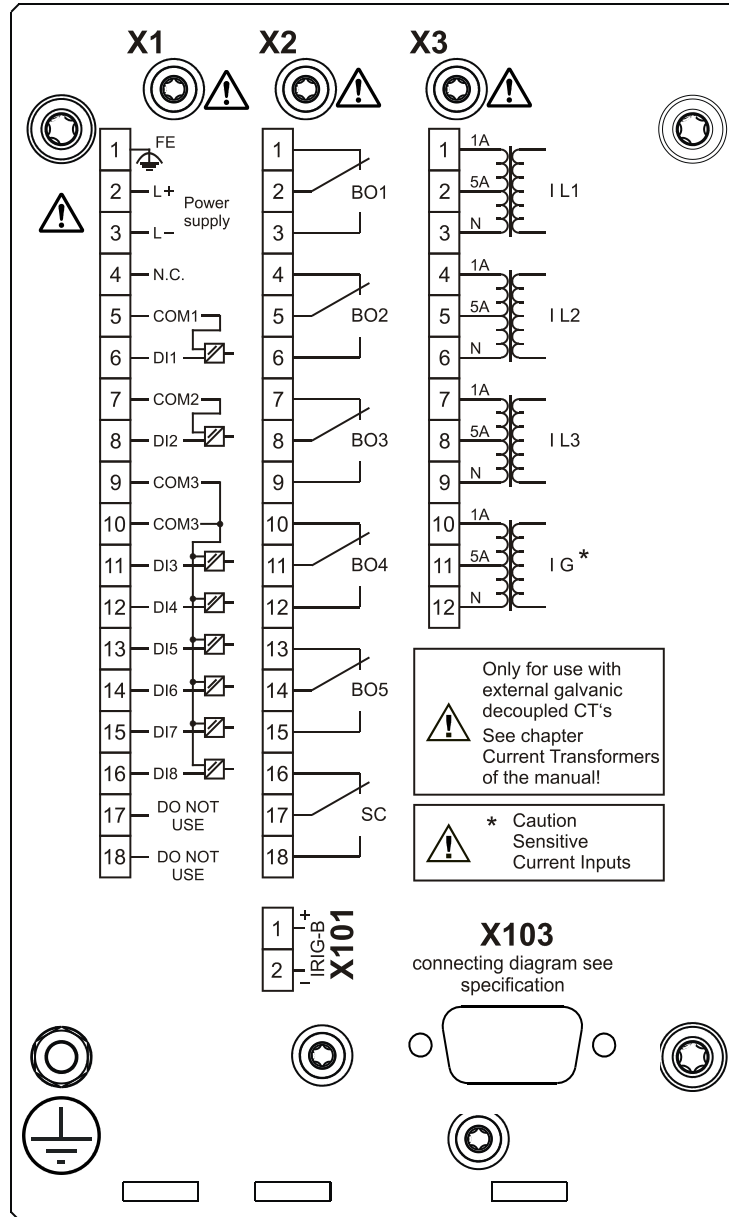 X1
X2
X3
1
FE
2
L+
3
L–
Power
supply
4
N.C.
5
COM1
6
DI1
7
COM2
8
DI2
9
COM3
10
COM3
11
DI3
12
DI4
13
DI5
14
DI6
15
DI7
16
DI8
17
DO NOT
USE
18
DO NOT
USE
1
2
BO1
3
4
5
BO2
6
7
8
BO3
9
10
11
BO4
12
13
14
BO5
15
16
17
SC
18
1
1A
2
5A
I L1
3
N
4
1A
5
5A
I L2
6
N
7
1A
8
5A
I L3
9
N
10
1A
11
5A
I G*
12
N
Only for use with
external galvanic
decoupled CT‘s
See chapter
Current Transformers
of the manual!
* Caution
Sensitive
Current Inputs
1 +
2 –
IRIG-B
X101
X103
connecting diagram see
specification